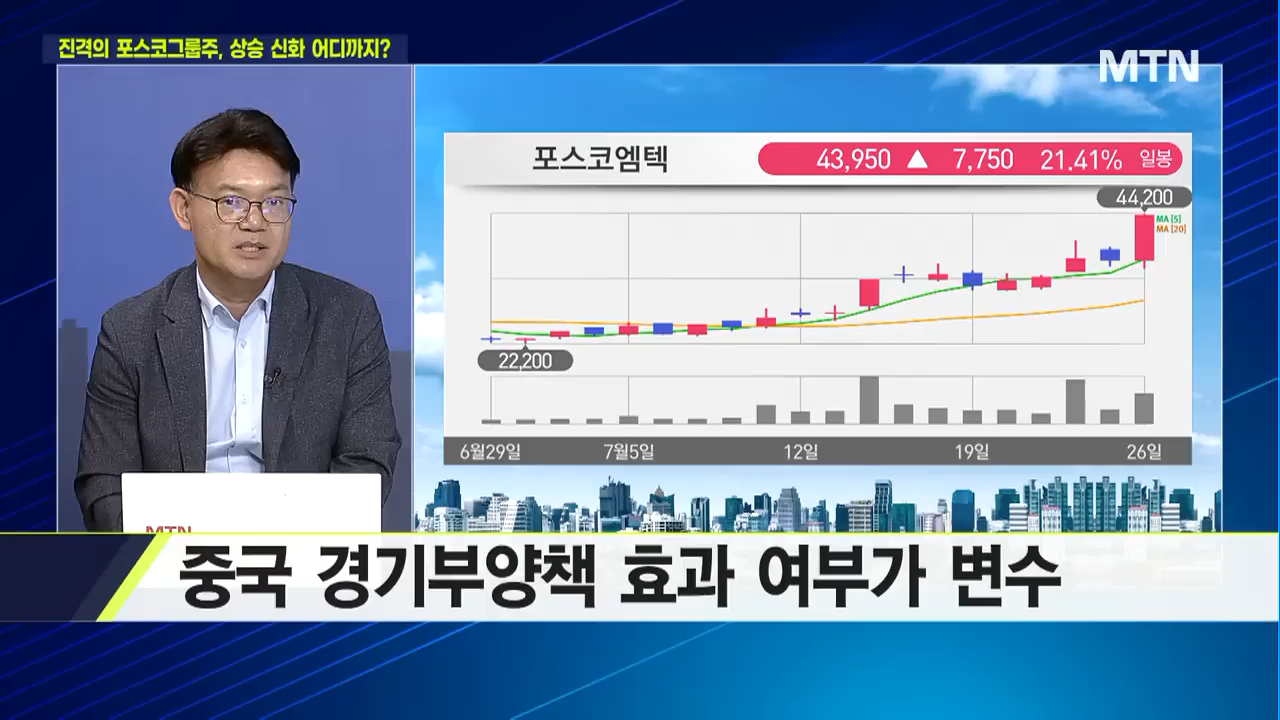 진격의 포스코그룹주, 상승 신화 어디까지?
MTN
포스코엠텍
43,950 ▲ 7,750 21.41% 일봉
44,200
MA [5]
MA [20]
22,200
6월29일 7월5일 12일 19일 26일
MTN
중국 경기부양책 효과 여부가 변수